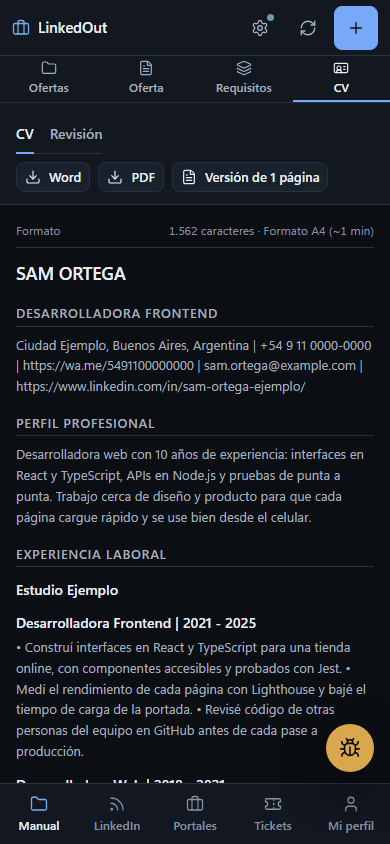 LinkedOut
Ofertas
Oferta
Requisitos
CV
CV
Revisión
Word
PDF
Versión de 1 página
Formato
1.562 caracteres · Formato A4 (~1 min)
SAM ORTEGA
DESARROLLADORA FRONTEND
Ciudad Ejemplo, Buenos Aires, Argentina | +54 9 11 0000-0000
| https://wa.me/5491100000000 | sam.ortega@example.com |
https://www.linkedin.com/in/sam-ortega-ejemplo/
PERFIL PROFESIONAL
Desarrolladora web con 10 años de experiencia: interfaces en
React y TypeScript, APIs en Node.js y pruebas de punta a
punta. Trabajo cerca de diseño y producto para que cada
página cargue rápido y se use bien desde el celular.
EXPERIENCIA LABORAL
Estudio Ejemplo
Desarrolladora Frontend | 2021 - 2025
• Construí interfaces en React y TypeScript para una tienda
online, con componentes accesibles y probados con Jest. •
Medí el rendimiento de cada página con Lighthouse y bajé el
tiempo de carga de la portada. • Revisé código de otras
personas del equipo en GitHub antes de cada pase a
producción.
Manual
LinkedIn
Portales
Tickets
Mi perfil